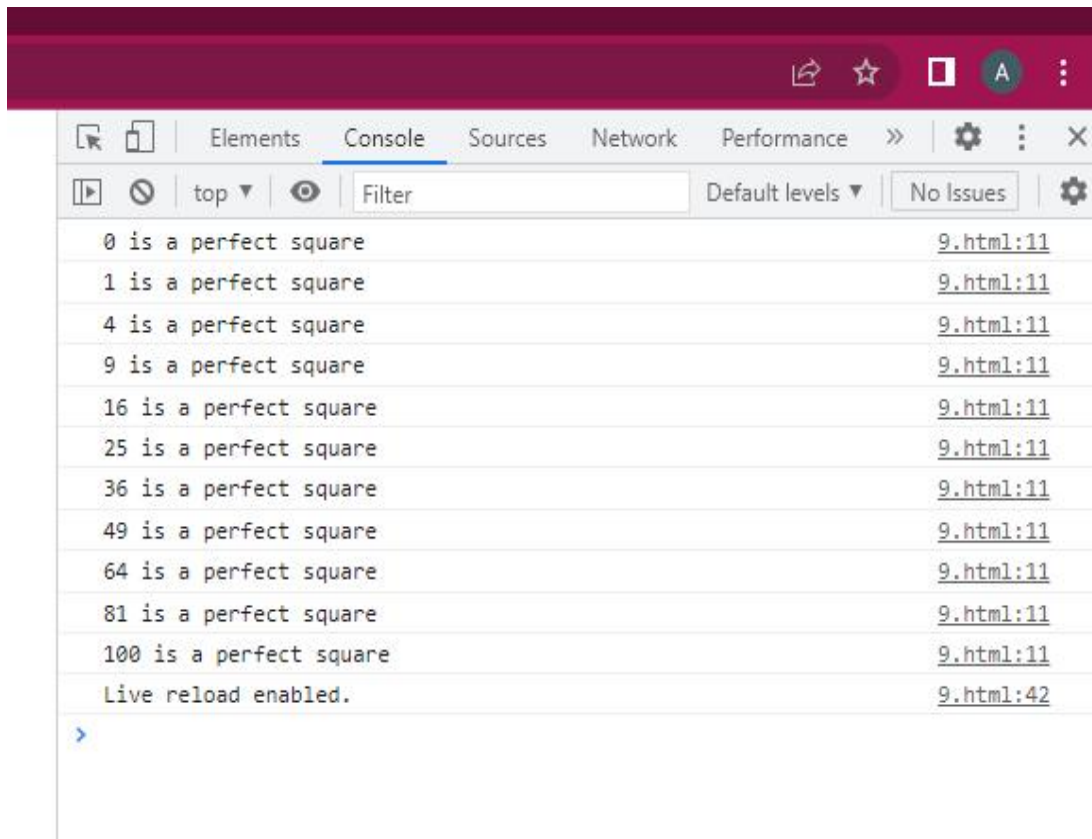 A
Elements Console Sources Network Performance »
top ▼ Filter Default levels ▼ No Issues
0 is a perfect square 9.html:11
1 is a perfect square 9.html:11
4 is a perfect square 9.html:11
9 is a perfect square 9.html:11
16 is a perfect square 9.html:11
25 is a perfect square 9.html:11
36 is a perfect square 9.html:11
49 is a perfect square 9.html:11
64 is a perfect square 9.html:11
81 is a perfect square 9.html:11
100 is a perfect square 9.html:11
Live reload enabled. 9.html:42
>